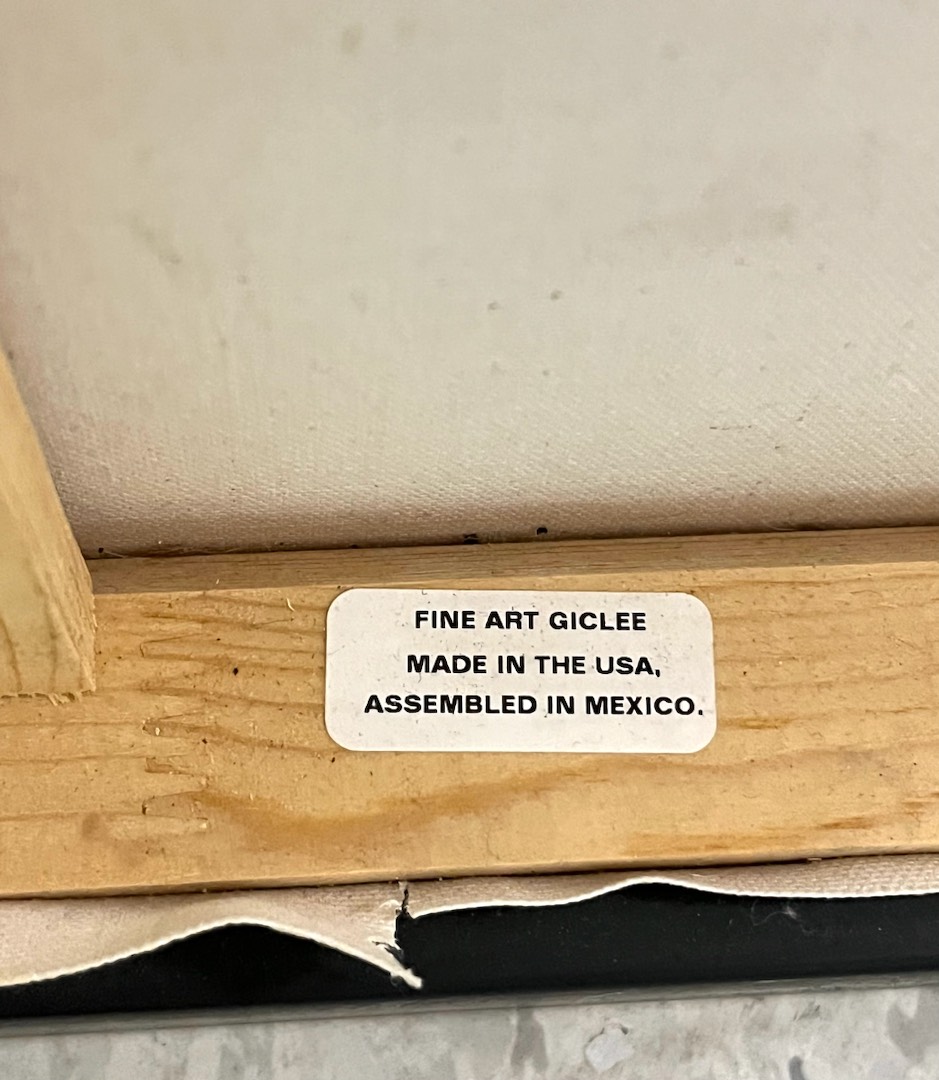 FINE ART GICLEE
MADE IN THE USA,
ASSEMBLED IN MEXICO.